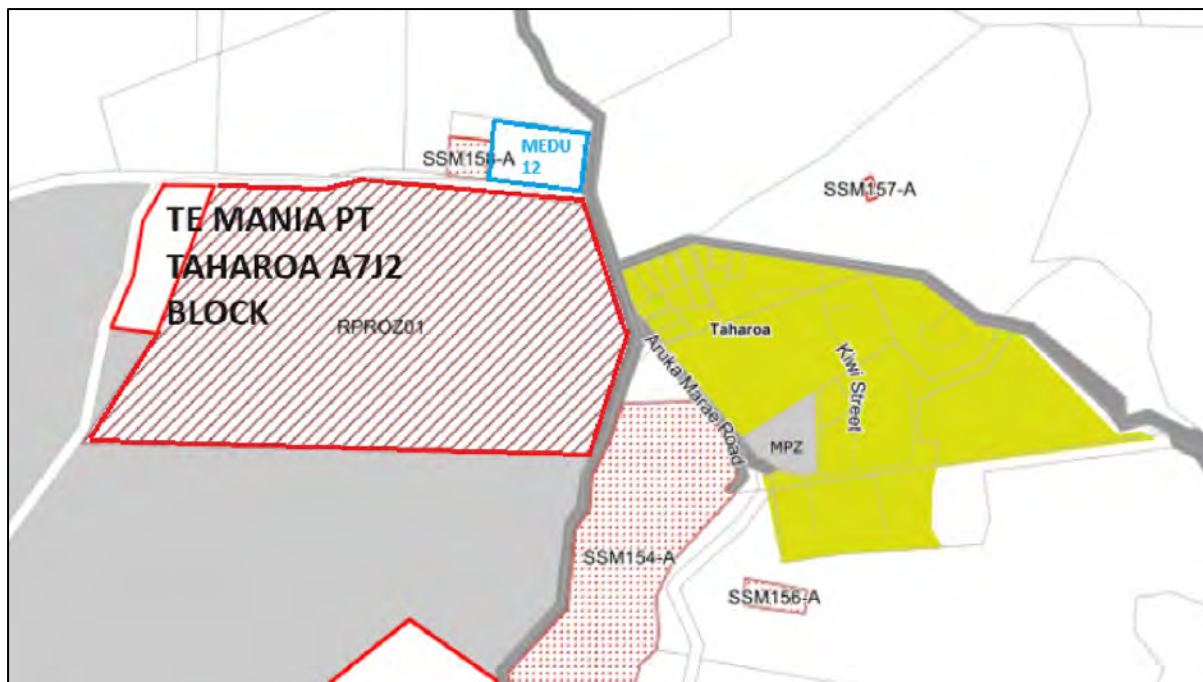 MEDU
12
SSM157-A
TE MANIA PT
TAHAROA A7J2
BLOCK
RPROZ01
Taharoa
Aruka Marae Road
Kiwi Street
MPZ
SSM154-A
SSM156-A